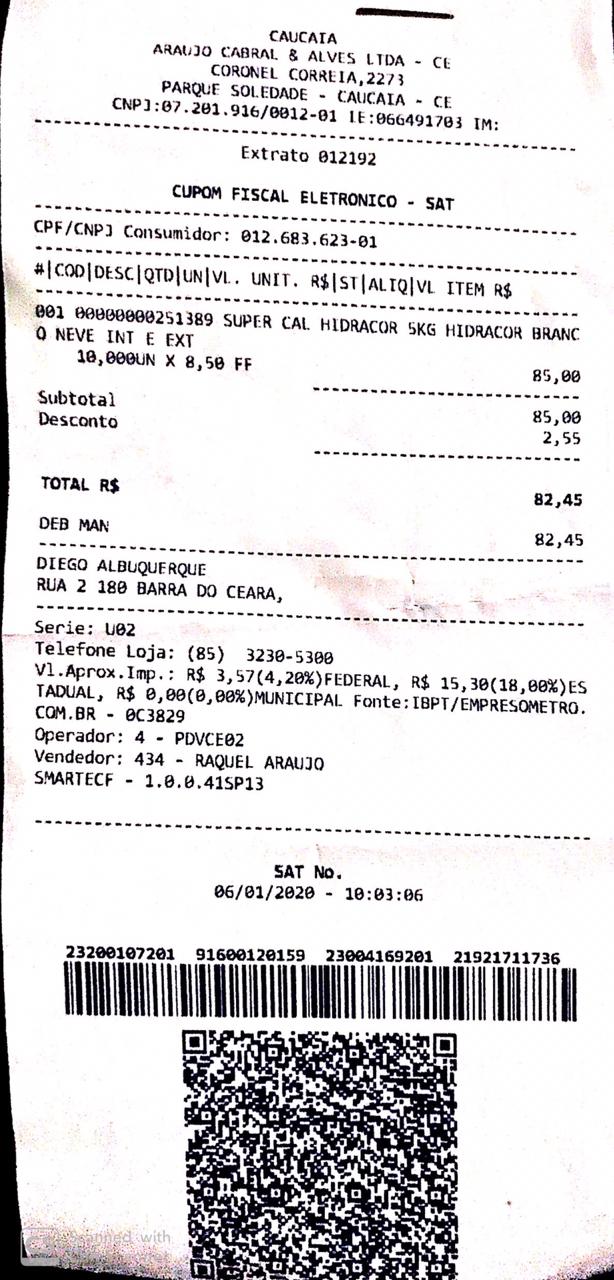 CAUCAIA
ARAUJO CABRAL & ALVES LTDA - CE
CORONEL CORREIA,2273
PARQUE SOLEDADE - CAUCAIA - CE
CNPJ:07.201.916/0012-01 IE:066491703 IM:
Extrato 012192
CUPOM FISCAL ELETRONICO - SAT
CPF/CNPJ Consumidor: 012.683.623-01
#|COD|DESC|QTD|UN|VL. UNIT. R$|ST|ALIQ|VL ITEM R$
001 00000000251389 SUPER CAL HIDRACOR 5KG HIDRACOR BRANC
O NEVE INT E EXT
10,000UN X 8,50 FF 85,00
Subtotal 85,00
Desconto 2,55
TOTAL R$ 82,45
DEB MAN 82,45
DIEGO ALBUQUERQUE
RUA 2 180 BARRA DO CEARA,
Serie: U02
Telefone Loja: (85) 3230-5300
Vl.Aprox.Imp.: R$ 3,57(4,20%)FEDERAL, R$ 15,30(18,00%)ES
TADUAL, R$ 0,00(0,00%)MUNICIPAL Fonte:IBPT/EMPRESOMETRO.
COM.BR - 0C3829
Operador: 4 - PDVCE02
Vendedor: 434 - RAQUEL ARAUJO
SMARTECF - 1.0.0.41SP13
SAT No.
06/01/2020 - 10:03:06
23200107201 91600120159 23004169201 21921711736
Scanned with